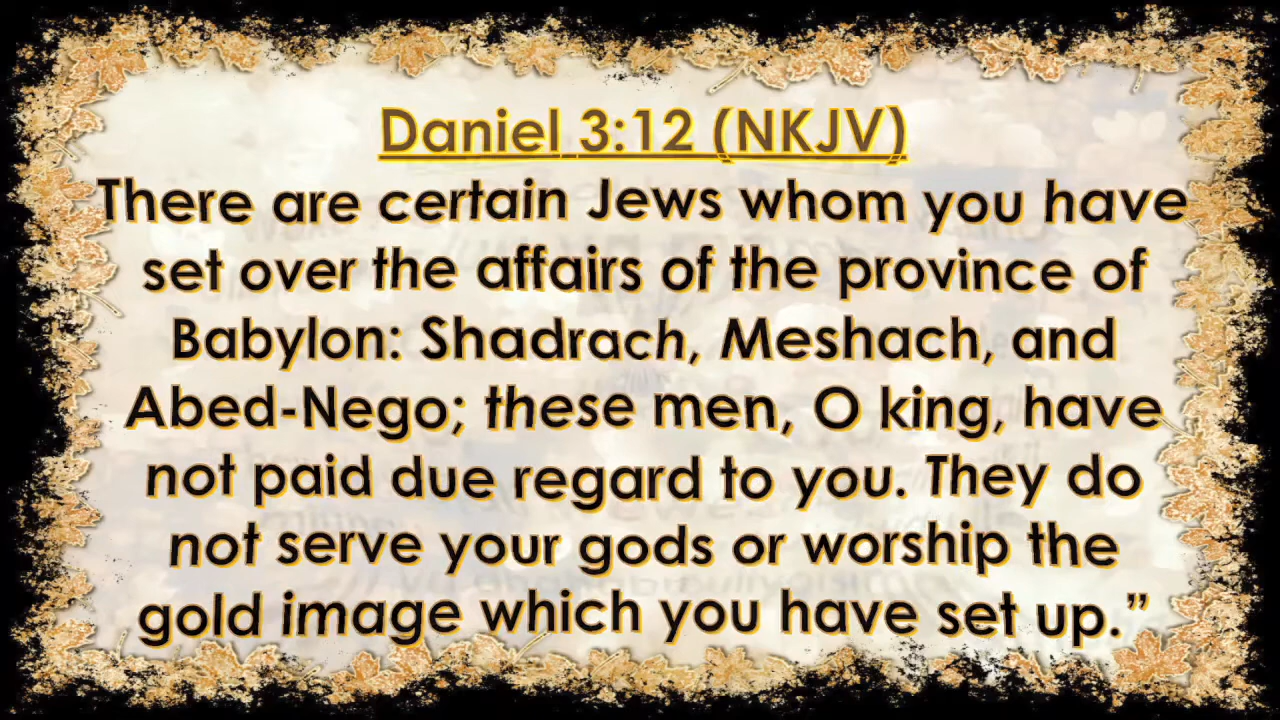 Daniel 3:12 (NKJV)
There are certain Jews whom you have
set over the affairs of the province of
Babylon: Shadrach, Meshach, and
Abed-Nego; these men, O king, have
not paid due regard to you. They do
not serve your gods or worship the
gold image which you have set up.”